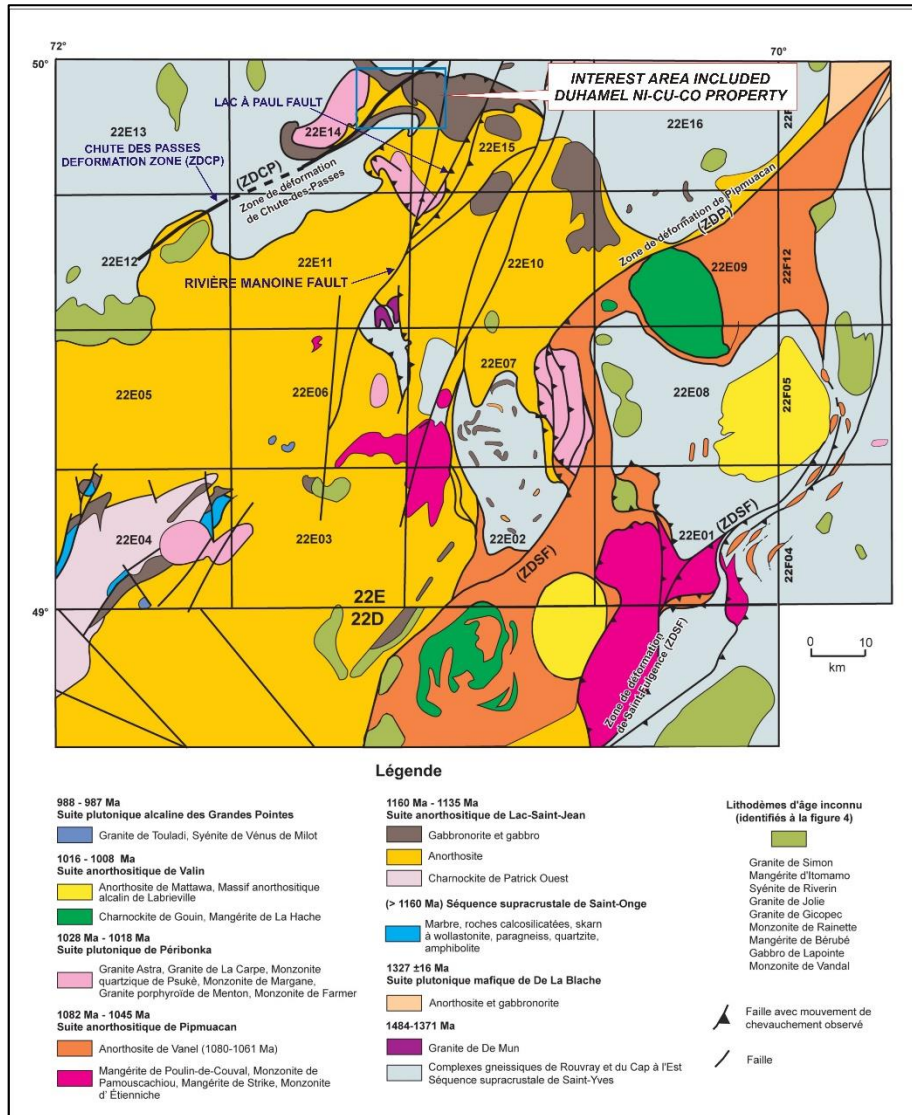 72°
70°
50°
INTEREST AREA INCLUDED
DUHAMEL NI-CU-CO PROPERTY
LAC À PAUL FAULT
22E13
22E14
22E15
22E16
CHUTE DES PASSES
DEFORMATION ZONE (ZDCP)
(ZDCP)
Zone de déformation
de Chute-des-Passes
Zone de déformation de Pipmuacan
(ZDP)
22E12
22E11
22E10
22E09
22F12
RIVIÈRE MANOINE FAULT
22E05
22E06
22E07
22E08
22F05
22E04
22E03
22E02
22E01
22F04
(ZDSF)
(ZDSF)
49°
22E
22D
Zone de déformation
de Saint-Fulgence (ZDSF)
0 10
km
Légende
988 - 987 Ma
Suite plutonique alcaline des Grandes Pointes
Granite de Touladi, Syénite de Vénus de Milot
1016 - 1008 Ma
Suite anorthositique de Valin
Anorthosite de Mattawa, Massif anorthositique
alcalin de Labrieville
Charnockite de Gouin, Mangérite de La Hache
1028 Ma - 1018 Ma
Suite plutonique de Péribonka
Granite Astra, Granite de La Carpe, Monzonite
quartzique de Psukè, Monzonite de Margane,
Granite porphyroïde de Menton, Monzonite de Farmer
1082 Ma - 1045 Ma
Suite anorthositique de Pipmuacan
Anorthosite de Vanel (1080-1061 Ma)
Mangérite de Poulin-de-Couval, Monzonite de
Pamouscachiou, Mangérite de Strike, Monzonite
d' Étienniche
1160 Ma - 1135 Ma
Suite anorthositique de Lac-Saint-Jean
Gabbronorite et gabbro
Anorthosite
Charnockite de Patrick Ouest
(> 1160 Ma) Séquence supracrustale de Saint-Onge
Marbre, roches calcosilicatées, skarn
à wollastonite, paragneiss, quartzite,
amphibolite
1327 ±16 Ma
Suite plutonique mafique de De La Blache
Anorthosite et gabbronorite
1484-1371 Ma
Granite de De Mun
Complexes gneissiques de Rouvray et du Cap à l'Est
Séquence supracrustale de Saint-Yves
Lithodèmes d'âge inconnu
(identifiés à la figure 4)
Granite de Simon
Mangérite d'Itomamo
Syénite de Riverin
Granite de Jolie
Granite de Gicopec
Monzonite de Rainette
Mangérite de Bérubé
Gabbro de Lapointe
Monzonite de Vandal
Faille avec mouvement de
chevauchement observé
Faille